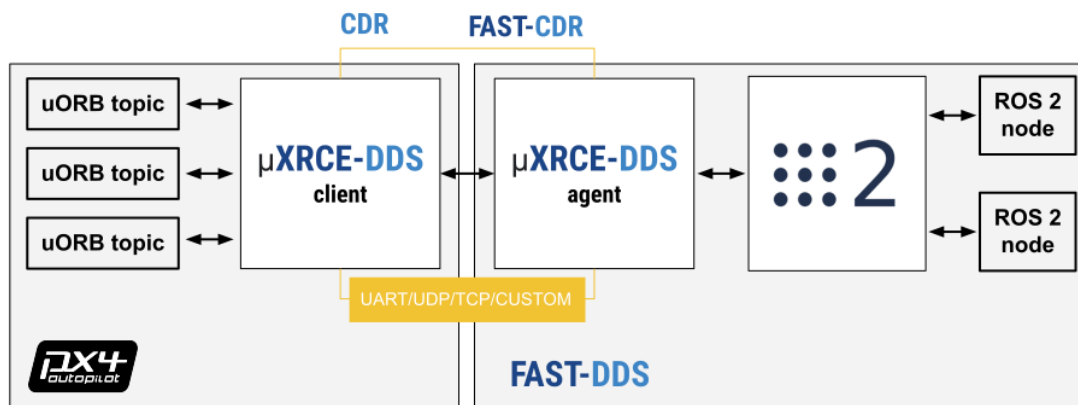 CDR FAST-CDR
uORB topic
uORB topic
uORB topic
µXRCE-DDS
client
µXRCE-DDS
agent
2
ROS 2
node
ROS 2
node
UART/UDP/TCP/CUSTOM
px4
autopilot
FAST-DDS